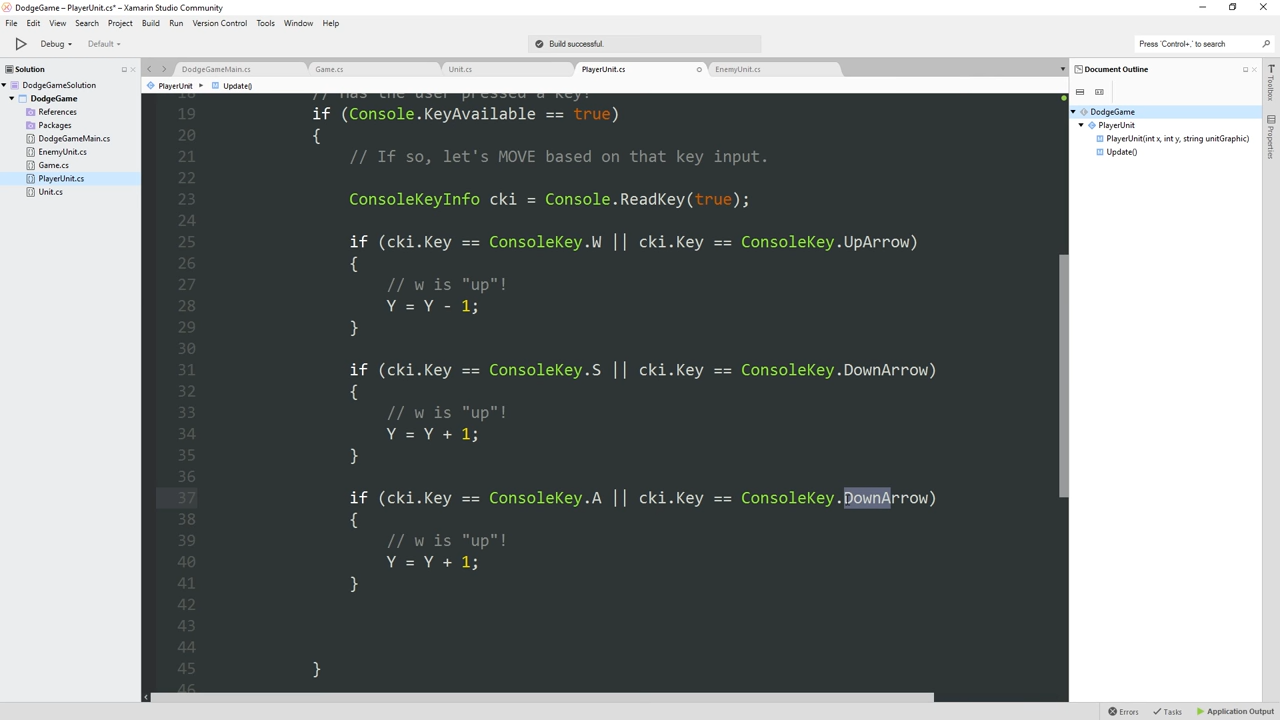 DodgeGame – PlayerUnit.cs* - Xamarin Studio Community
File Edit View Search Project Build Run Version Control Tools Window Help
Debug Default Build successful. Press 'Control+,' to search
Solution
DodgeGameSolution
DodgeGame
References
Packages
DodgeGameMain.cs
EnemyUnit.cs
Game.cs
PlayerUnit.cs
Unit.cs
DodgeGameMain.cs Game.cs Unit.cs PlayerUnit.cs EnemyUnit.cs
PlayerUnit Update()
18 // Has the user pressed a key?
19 if (Console.KeyAvailable == true)
20 {
21 // If so, let's MOVE based on that key input.
22
23 ConsoleKeyInfo cki = Console.ReadKey(true);
24
25 if (cki.Key == ConsoleKey.W || cki.Key == ConsoleKey.UpArrow)
26 {
27 // w is "up"!
28 Y = Y - 1;
29 }
30
31 if (cki.Key == ConsoleKey.S || cki.Key == ConsoleKey.DownArrow)
32 {
33 // w is "up"!
34 Y = Y + 1;
35 }
36
37 if (cki.Key == ConsoleKey.A || cki.Key == ConsoleKey.DownArrow)
38 {
39 // w is "up"!
40 Y = Y + 1;
41 }
42
43
44
45 }
46
Document Outline
DodgeGame
PlayerUnit
PlayerUnit(int x, int y, string unitGraphic)
Update()
Toolbox
Properties
Errors Tasks Application Output